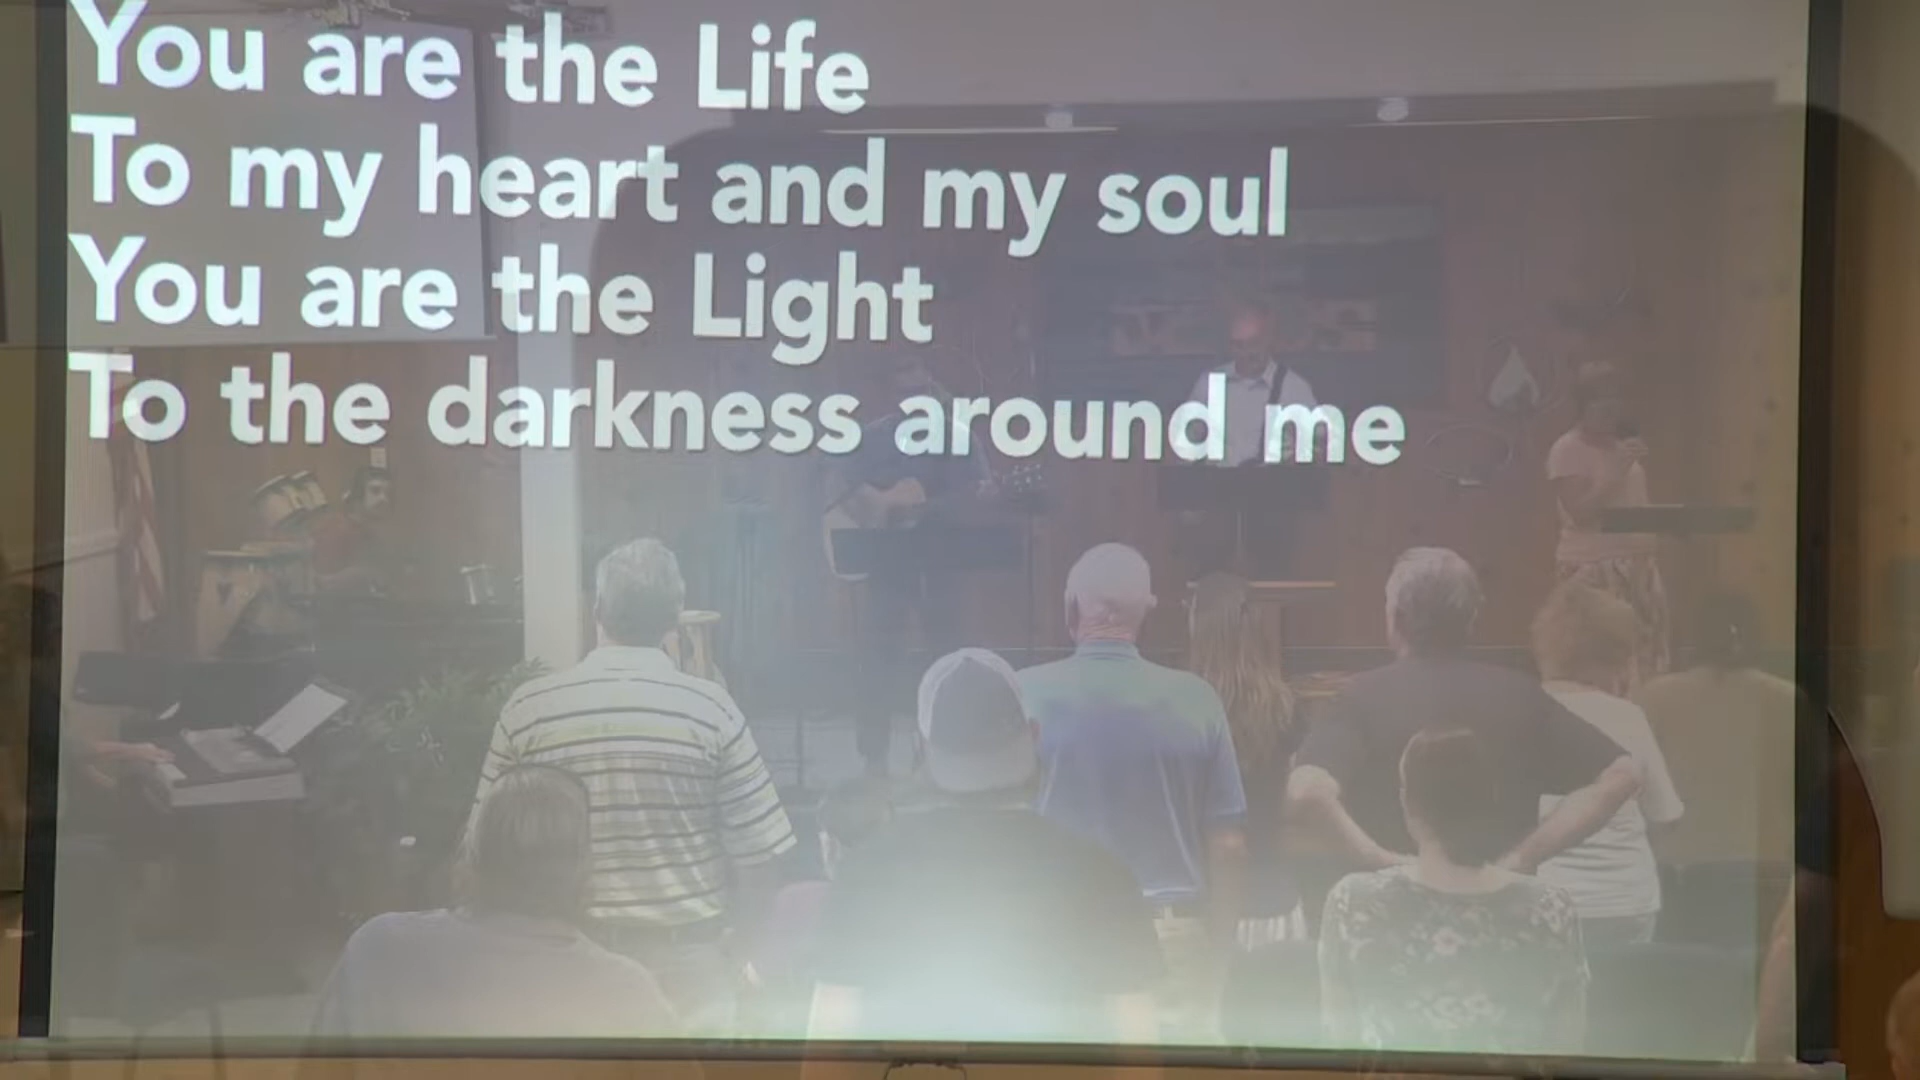 You are the Life
To my heart and my soul
You are the Light
To the darkness around me